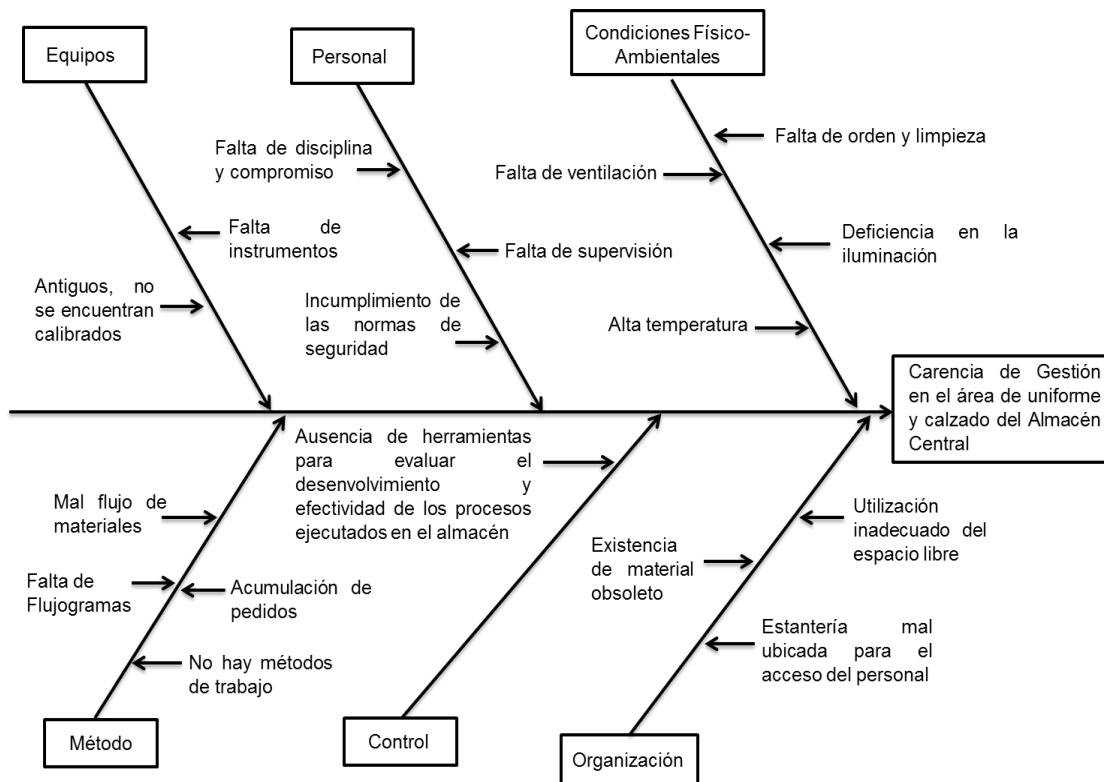 Equipos
Personal
Condiciones Físico-
Ambientales
Falta de disciplina
y compromiso
Falta de orden y limpieza
Falta de ventilación
Falta de
instrumentos
Falta de supervisión
Deficiencia en la
iluminación
Antiguos, no
se encuentran
calibrados
Incumplimiento de
las normas de
seguridad
Alta temperatura
Carencia de Gestión
en el área de uniforme
y calzado del Almacén
Central
Ausencia de herramientas
para evaluar el
desenvolvimiento y
efectividad de los procesos
ejecutados en el almacén
Mal flujo de
materiales
Utilización
inadecuado del
espacio libre
Existencia
de material
obsoleto
Falta de
Flujogramas
Acumulación de
pedidos
Estantería mal
ubicada para el
acceso del personal
No hay métodos
de trabajo
Método
Control
Organización